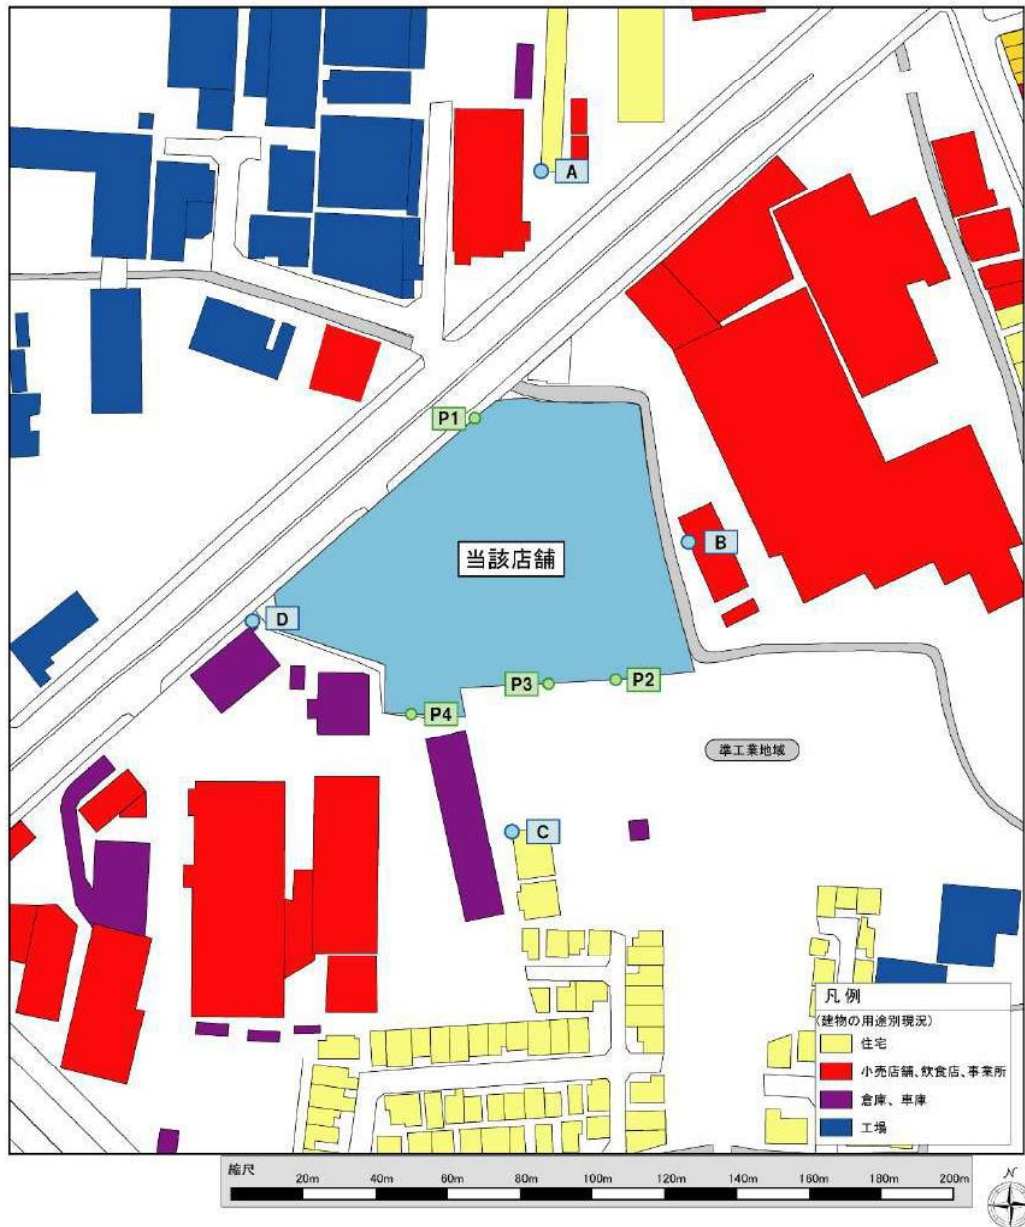 A
P1
当該店舗
B
D
P3
P2
P4
準工業地域
C
凡 例
(建物の用途別現況)
住宅
小売店舗、飲食店、事業所
倉庫、車庫
工場
縮尺
20m 40m 60m 80m 100m 120m 140m 160m 180m 200m
N